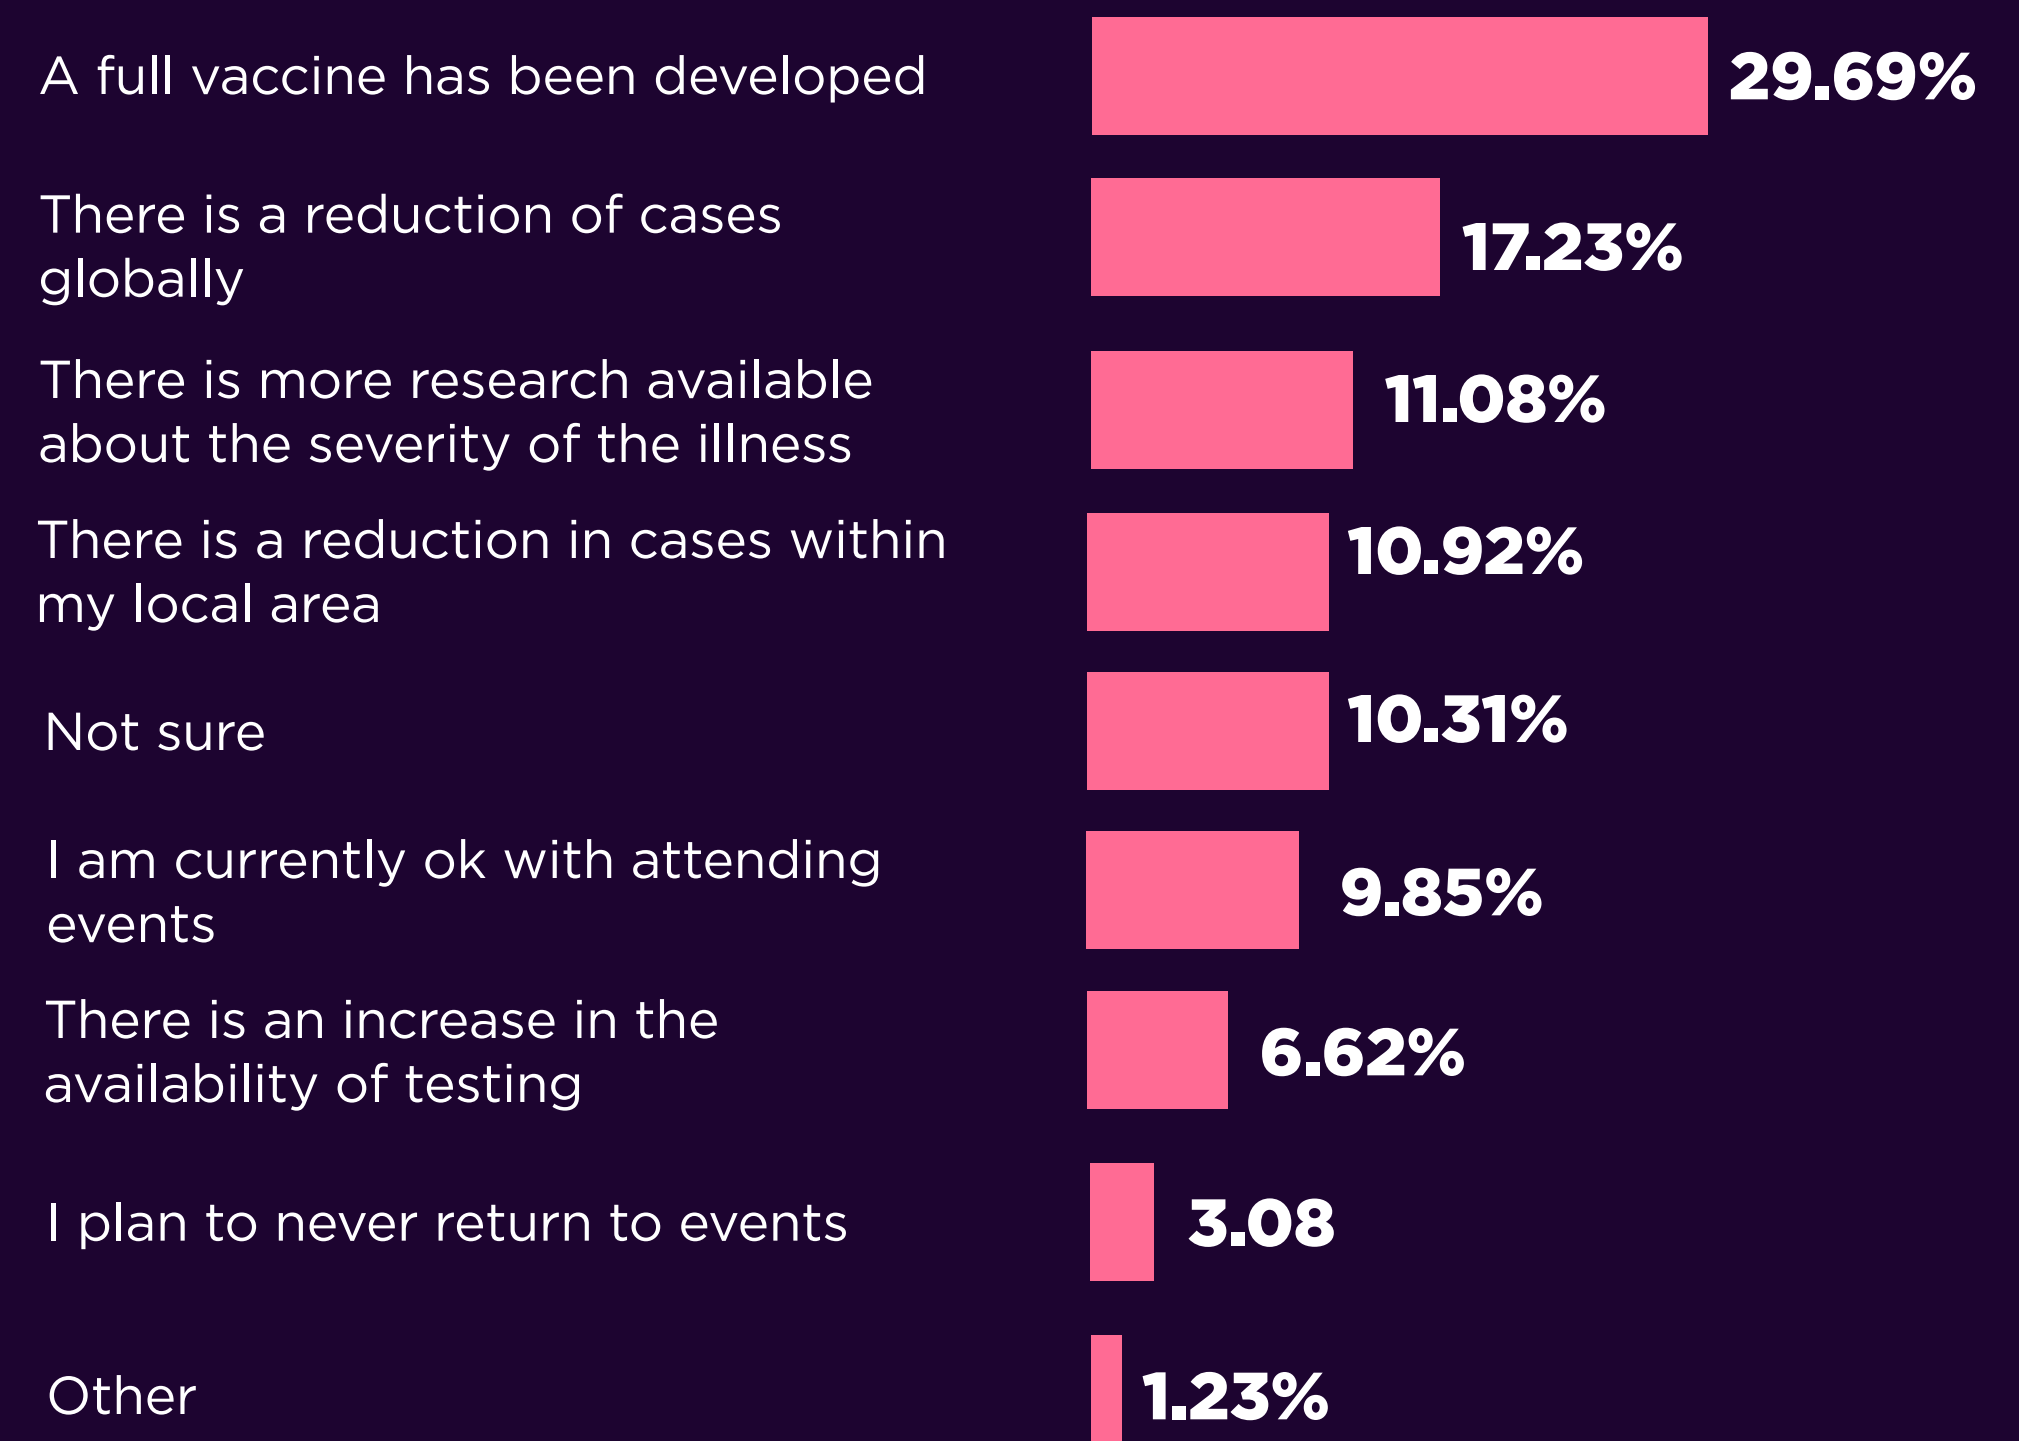 A full vaccine has been developed
29.69%
There is a reduction of cases
globally
17.23%
There is more research available
about the severity of the illness
11.08%
There is a reduction in cases within
my local area
10.92%
Not sure
10.31%
I am currently ok with attending
events
9.85%
There is an increase in the
availability of testing
6.62%
I plan to never return to events
3.08
Other
1.23%